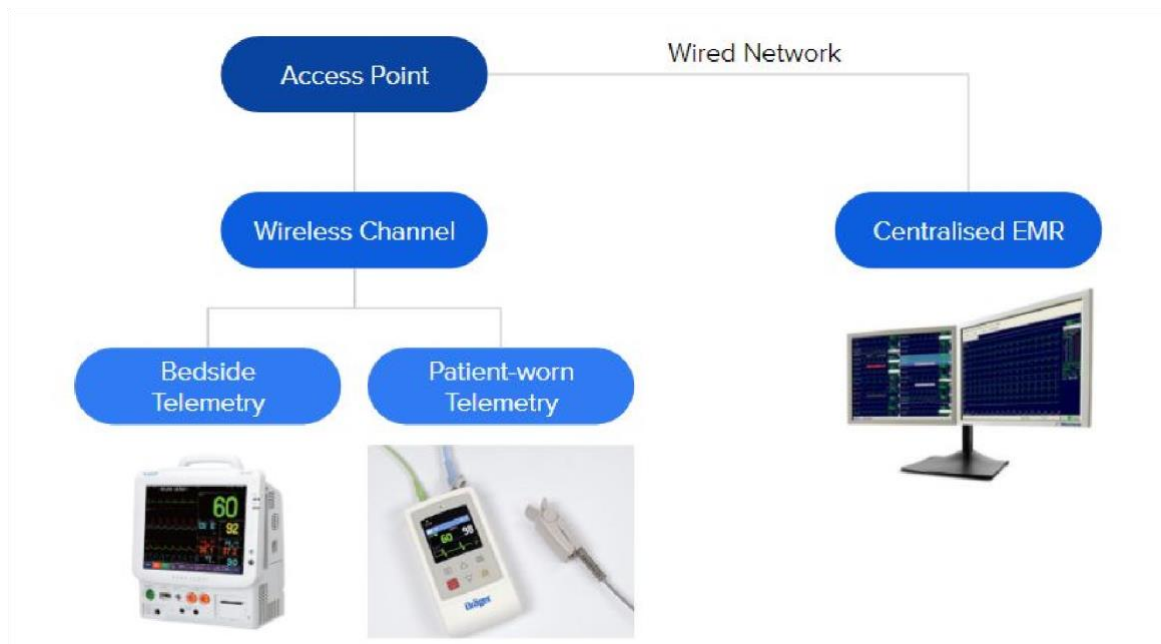 Wired Network
Access Point
Wireless Channel
Centralised EMR
Bedside
Telemetry
Patient-worn
Telemetry
60
92
60
98
Dräger